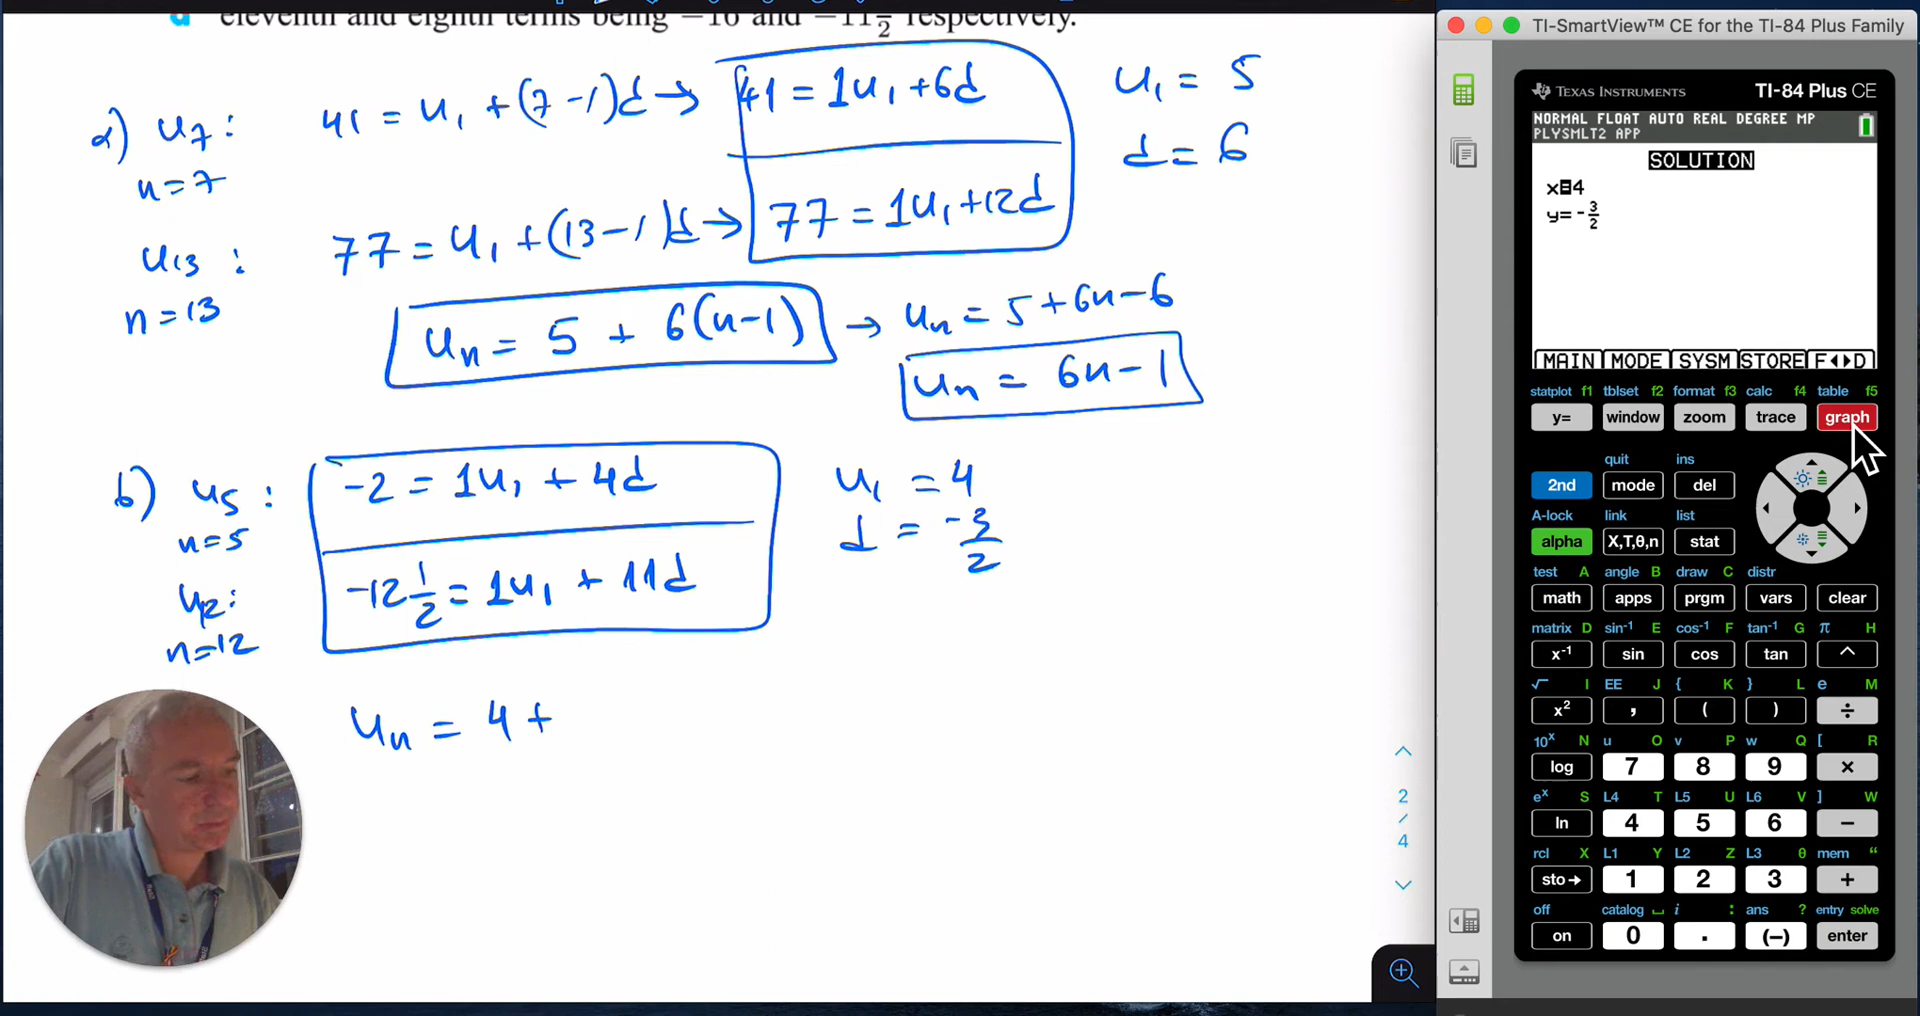 d eleventh and eighth terms being −16 and −11 1/2 respectively.
a) u₇ : 41 = u₁ + (7-1)d → 41 = 1u₁ + 6d
u₁ = 5
n = 7
d = 6
u₁₃ : 77 = u₁ + (13-1)d → 77 = 1u₁ + 12d
n = 13
uₙ = 5 + 6(n-1) → uₙ = 5 + 6n - 6
uₙ = 6n - 1
b) u₅ : -2 = 1u₁ + 4d
u₁ = 4
n = 5
d = -3/2
u₁₂ : -12 1/2 = 1u₁ + 11d
n = 12
uₙ = 4 +
2
/
4
TI-SmartView™ CE for the TI-84 Plus Family
TEXAS INSTRUMENTS TI-84 Plus CE
NORMAL FLOAT AUTO REAL DEGREE MP
PLYSMLT2 APP
SOLUTION
x=4
y=-3/2
MAIN MODE SYSM STORE F◄►D
statplot f1 tblset f2 format f3 calc f4 table f5
y= window zoom trace graph
quit ins
2nd mode del
A-lock link list
alpha X,T,θ,n stat
test A angle B draw C distr
math apps prgm vars clear
matrix D sin⁻¹ E cos⁻¹ F tan⁻¹ G π H
x⁻¹ sin cos tan ^
√ I EE J { K } L e M
x² , ( ) ÷
10ˣ N u O v P w Q [ R
log 7 8 9 ×
eˣ S L4 T L5 U L6 V ] W
ln 4 5 6 −
rcl X L1 Y L2 Z L3 θ mem "
sto→ 1 2 3 +
off catalog ␣ i : ans ? entry solve
on 0 . (−) enter